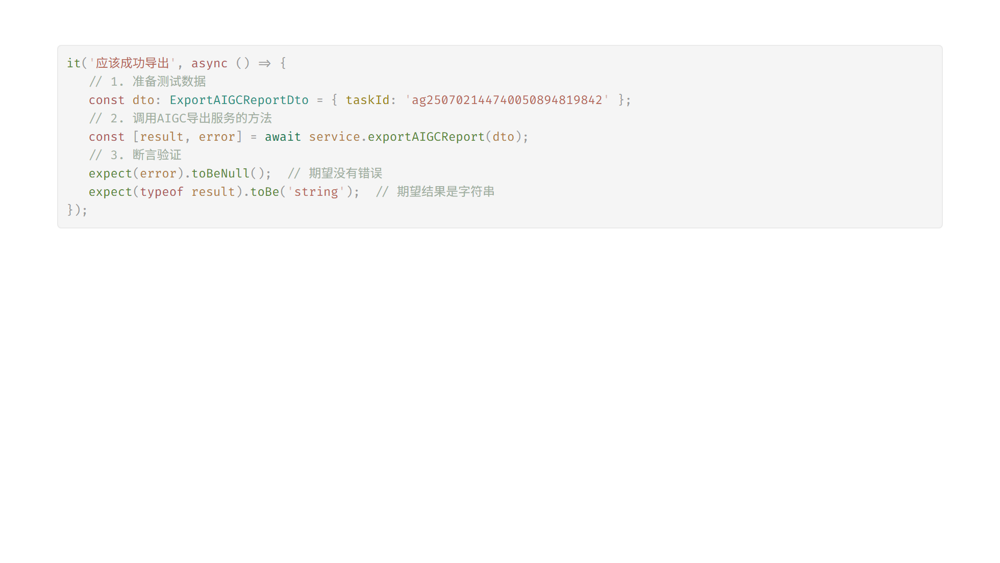 it('应该成功导出', async () => {
   // 1. 准备测试数据
   const dto: ExportAIGCReportDto = { taskId: 'ag250702144740050894819842' };
   // 2. 调用AIGC导出服务的方法
   const [result, error] = await service.exportAIGCReport(dto);
   // 3. 断言验证
   expect(error).toBeNull();  // 期望没有错误
   expect(typeof result).toBe('string');  // 期望结果是字符串
});